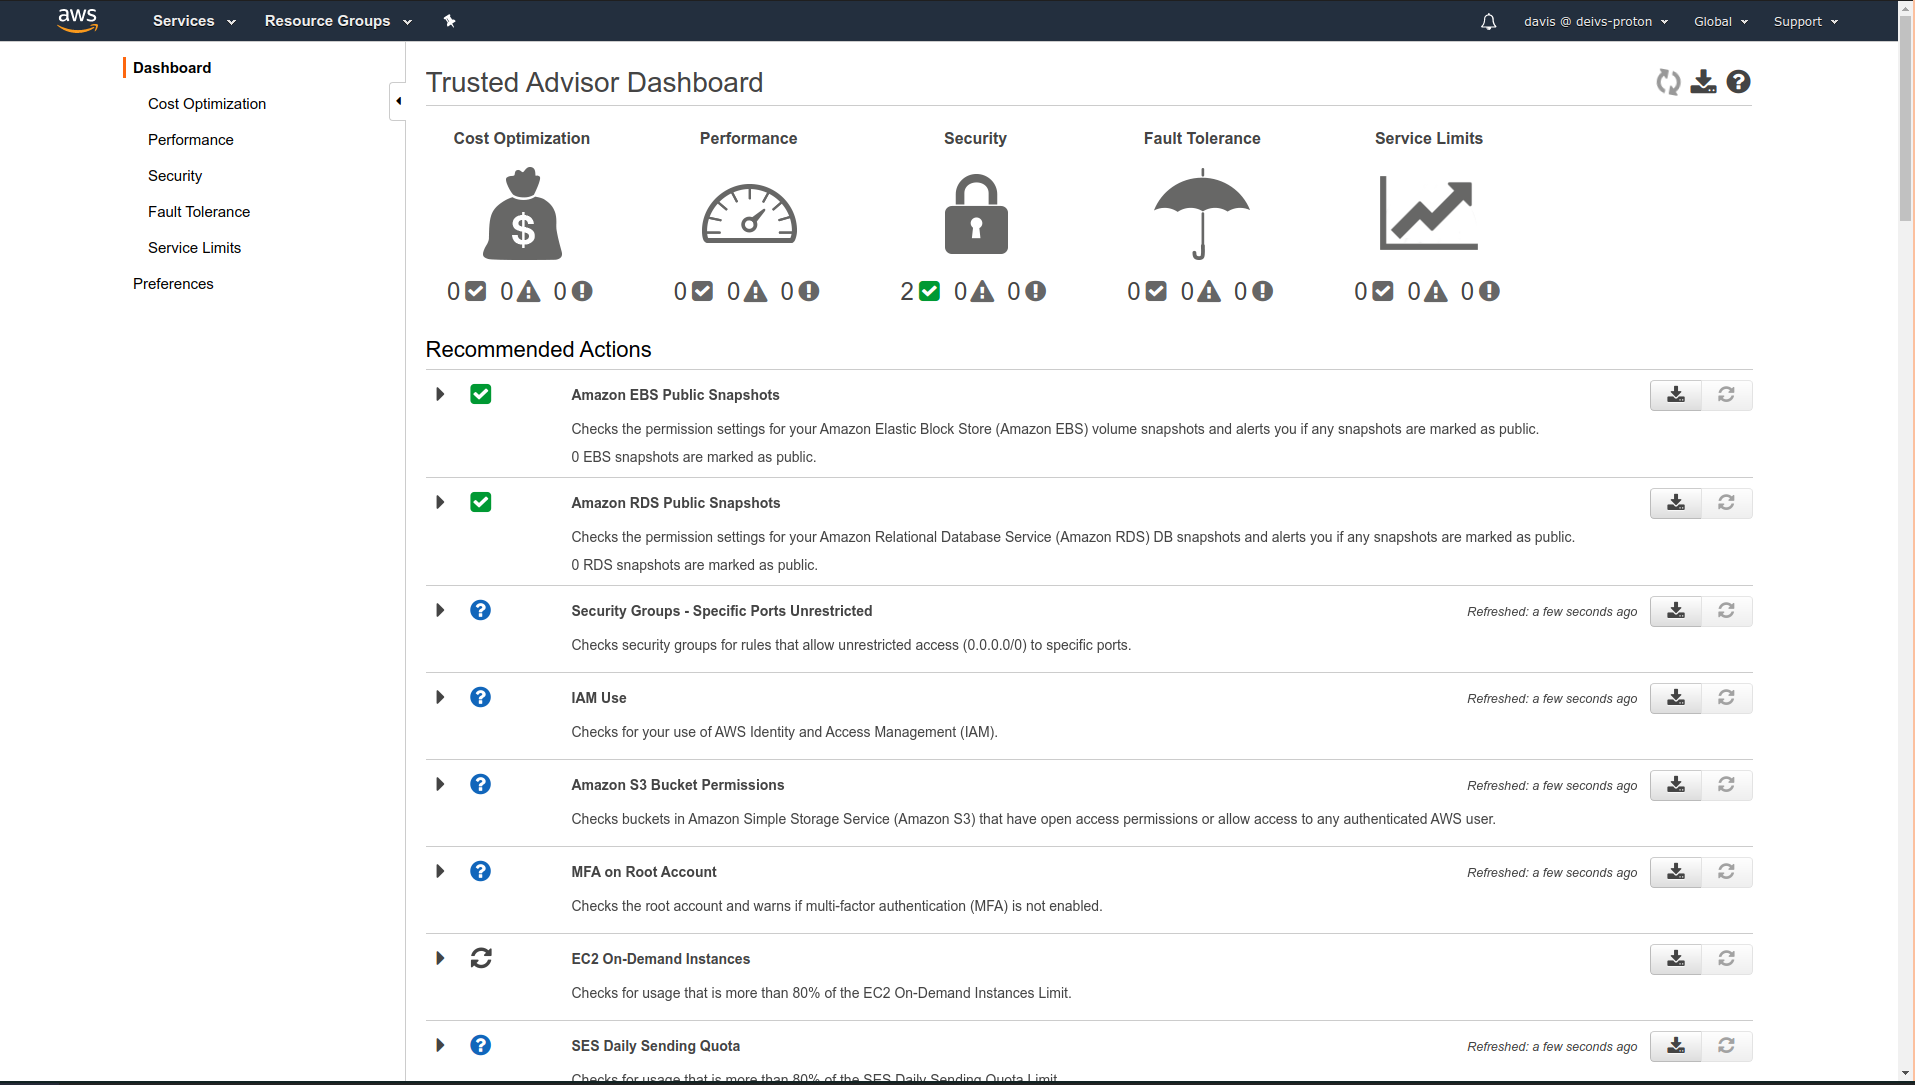 aws Services Resource Groups davis @ deivs-proton Global Support
Dashboard
Cost Optimization
Performance
Security
Fault Tolerance
Service Limits
Preferences
Trusted Advisor Dashboard
Cost Optimization Performance Security Fault Tolerance Service Limits
$
0 0 0 0 0 0 2 0 0 0 0 0 0 0 0
Recommended Actions
Amazon EBS Public Snapshots
Checks the permission settings for your Amazon Elastic Block Store (Amazon EBS) volume snapshots and alerts you if any snapshots are marked as public.
0 EBS snapshots are marked as public.
Amazon RDS Public Snapshots
Checks the permission settings for your Amazon Relational Database Service (Amazon RDS) DB snapshots and alerts you if any snapshots are marked as public.
0 RDS snapshots are marked as public.
Security Groups - Specific Ports Unrestricted Refreshed: a few seconds ago
Checks security groups for rules that allow unrestricted access (0.0.0.0/0) to specific ports.
IAM Use Refreshed: a few seconds ago
Checks for your use of AWS Identity and Access Management (IAM).
Amazon S3 Bucket Permissions Refreshed: a few seconds ago
Checks buckets in Amazon Simple Storage Service (Amazon S3) that have open access permissions or allow access to any authenticated AWS user.
MFA on Root Account Refreshed: a few seconds ago
Checks the root account and warns if multi-factor authentication (MFA) is not enabled.
EC2 On-Demand Instances
Checks for usage that is more than 80% of the EC2 On-Demand Instances Limit.
SES Daily Sending Quota Refreshed: a few seconds ago
Checks for usage that is more than 80% of the SES Daily Sending Quota Limit.